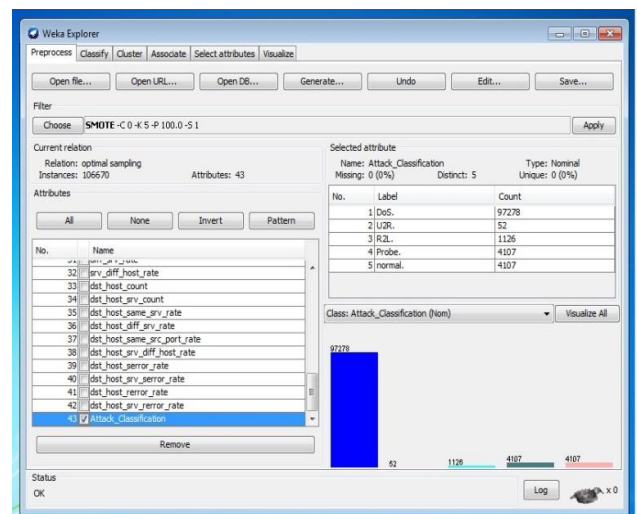 Weka Explorer
Preprocess Classify Cluster Associate Select attributes Visualize
Open file... Open URL... Open DB... Generate... Undo Edit... Save...
Filter
Choose SMOTE -C 0 -K 5 -P 100.0 -S 1 Apply
Current relation
Relation: optimal sampling
Instances: 106670 Attributes: 43
Attributes
All None Invert Pattern
No. Name
32 srv_diff_host_rate
33 dst_host_count
34 dst_host_srv_count
35 dst_host_same_srv_rate
36 dst_host_diff_srv_rate
37 dst_host_same_src_port_rate
38 dst_host_srv_diff_host_rate
39 dst_host_serror_rate
40 dst_host_srv_serror_rate
41 dst_host_rerror_rate
42 dst_host_srv_rerror_rate
43 Attack_Classification
Remove
Selected attribute
Name: Attack_Classification Type: Nominal
Missing: 0 (0%) Distinct: 5 Unique: 0 (0%)
No. Label Count
1 DoS. 97278
2 U2R. 52
3 R2L. 1126
4 Probe. 4107
5 normal. 4107
Class: Attack_Classification (Nom) Visualize All
97278
52 1126 4107 4107
Status
OK
Log x 0